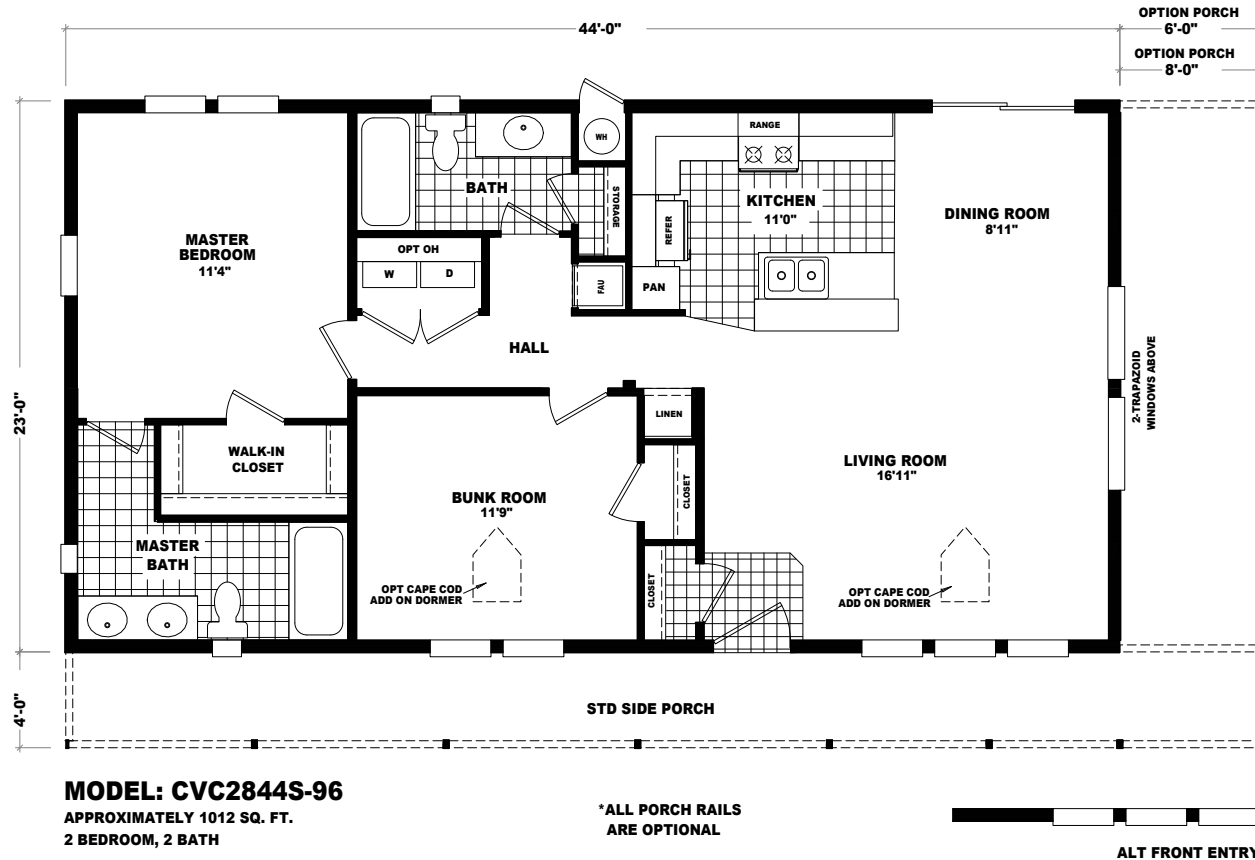 OPTION PORCH
6'-0"
44'-0"
OPTION PORCH
8'-0"
RANGE
WH
BATH
STORAGE
KITCHEN
11'0"
DINING ROOM
8'11"
REFER
MASTER
BEDROOM
11'4"
OPT OH
W
D
FAU
PAN
HALL
2-TRAPAZOID
WINDOWS ABOVE
23'-0"
LINEN
WALK-IN
CLOSET
LIVING ROOM
16'11"
BUNK ROOM
11'9"
CLOSET
MASTER
BATH
OPT CAPE COD
ADD ON DORMER
CLOSET
OPT CAPE COD
ADD ON DORMER
4'-0"
STD SIDE PORCH
MODEL: CVC2844S-96
APPROXIMATELY 1012 SQ. FT.
2 BEDROOM, 2 BATH
*ALL PORCH RAILS
ARE OPTIONAL
ALT FRONT ENTRY